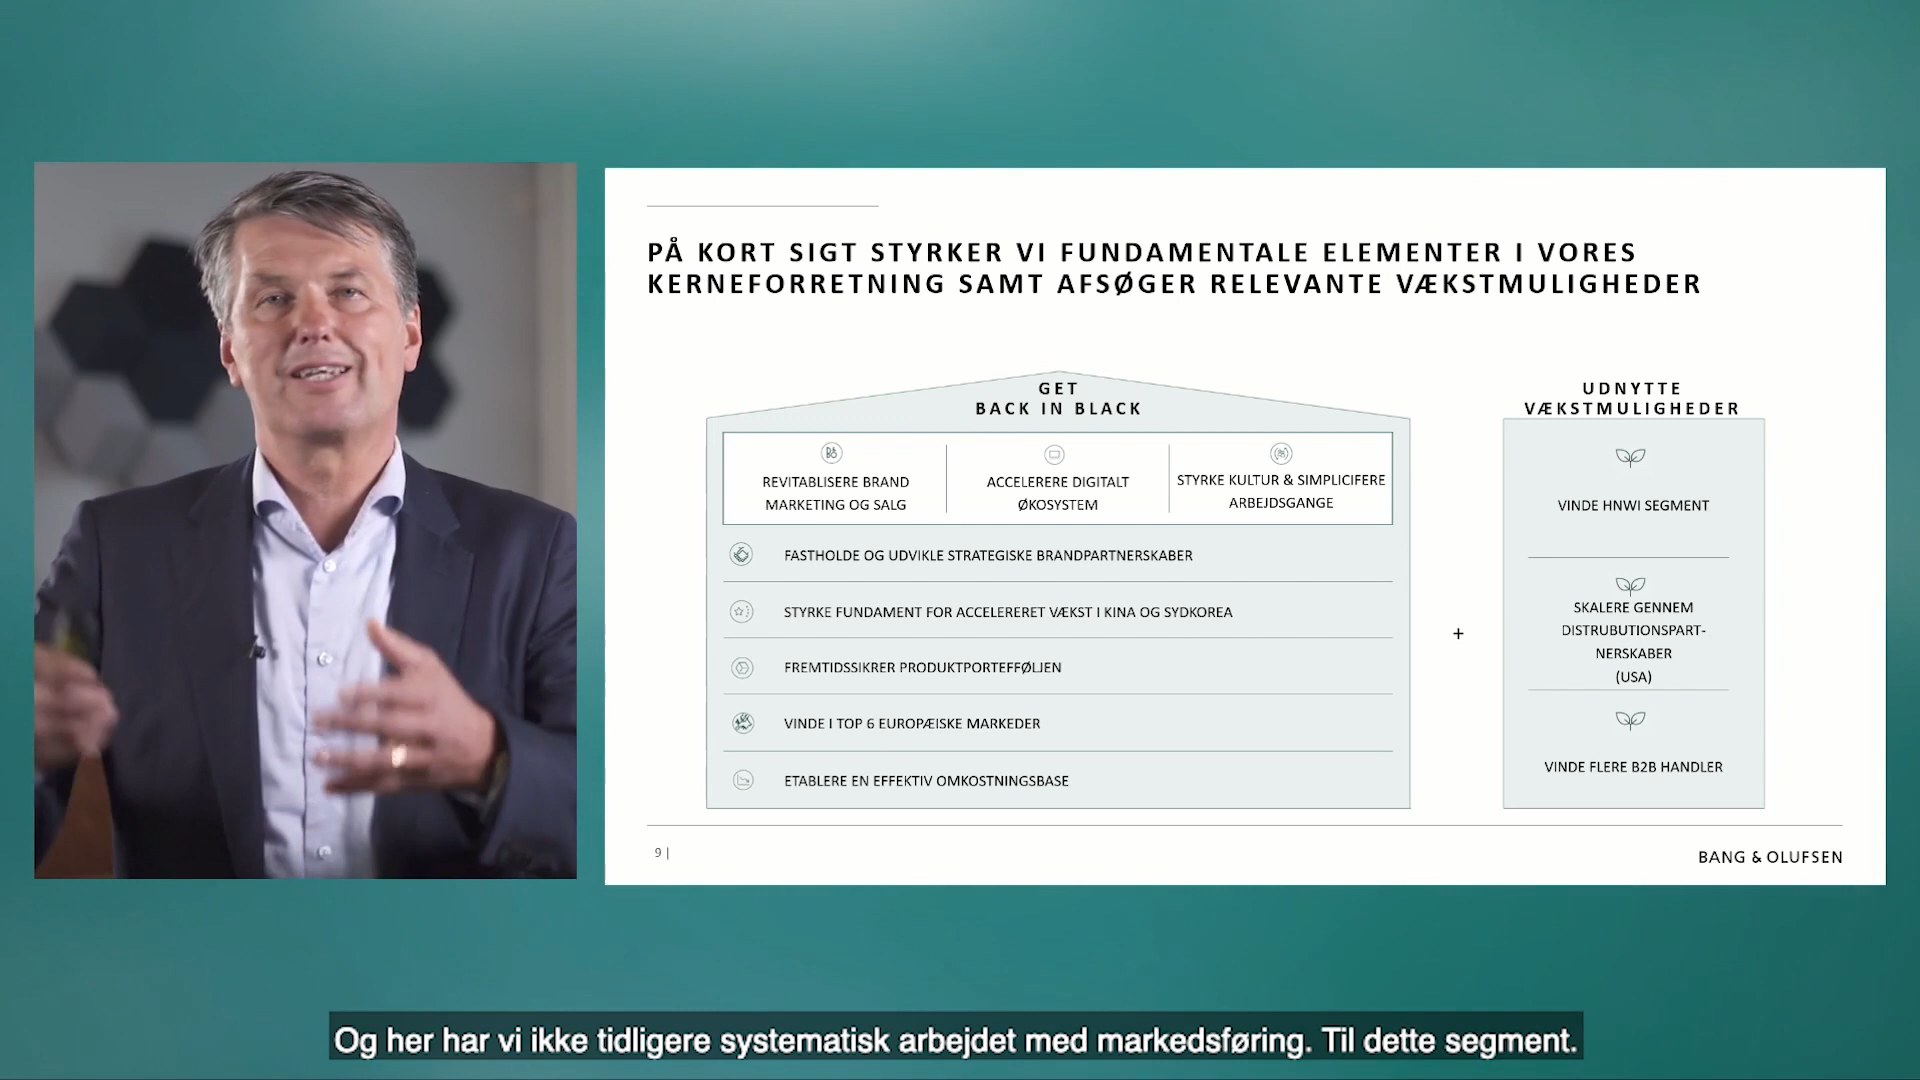 PÅ KORT SIGT STYRKER VI FUNDAMENTALE ELEMENTER I VORES
KERNEFORRETNING SAMT AFSØGER RELEVANTE VÆKSTMULIGHEDER
GET
BACK IN BLACK
REVITABLISERE BRAND
MARKETING OG SALG
ACCELERERE DIGITALT
ØKOSYSTEM
STYRKE KULTUR & SIMPLICIFERE
ARBEJDSGANGE
FASTHOLDE OG UDVIKLE STRATEGISKE BRANDPARTNERSKABER
STYRKE FUNDAMENT FOR ACCELERERET VÆKST I KINA OG SYDKOREA
FREMTIDSSIKRER PRODUKTPORTEFFØLJEN
VINDE I TOP 6 EUROPÆISKE MARKEDER
ETABLERE EN EFFEKTIV OMKOSTNINGSBASE
+
UDNYTTE
VÆKSTMULIGHEDER
VINDE HNWI SEGMENT
SKALERE GENNEM
DISTRUBUTIONSPART-
NERSKABER
(USA)
VINDE FLERE B2B HANDLER
9 |
BANG & OLUFSEN
Og her har vi ikke tidligere systematisk arbejdet med markedsføring. Til dette segment.